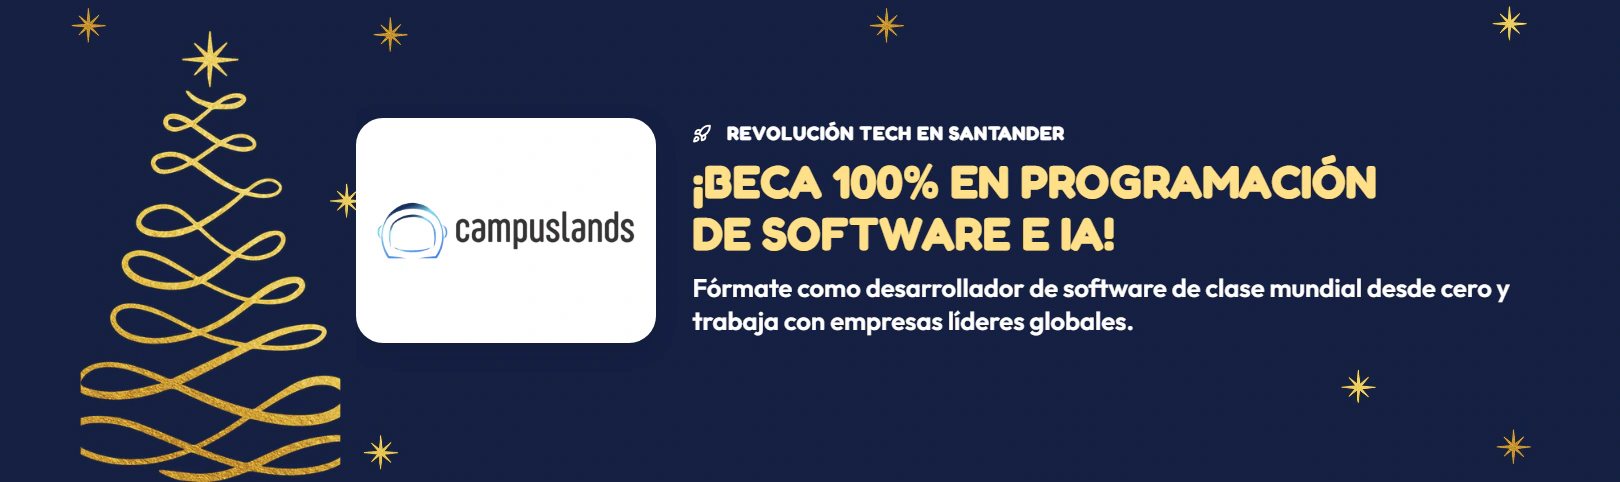 campuslands
REVOLUCIÓN TECH EN SANTANDER
¡BECA 100% EN PROGRAMACIÓN
DE SOFTWARE E IA!
Fórmate como desarrollador de software de clase mundial desde cero y
trabaja con empresas líderes globales.